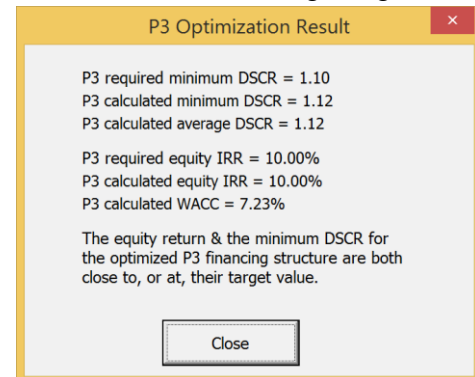 P3 Optimization Result
×
P3 required minimum DSCR = 1.10
P3 calculated minimum DSCR = 1.12
P3 calculated average DSCR = 1.12
P3 required equity IRR = 10.00%
P3 calculated equity IRR = 10.00%
P3 calculated WACC = 7.23%
The equity return & the minimum DSCR for
the optimized P3 financing structure are both
close to, or at, their target value.
Close